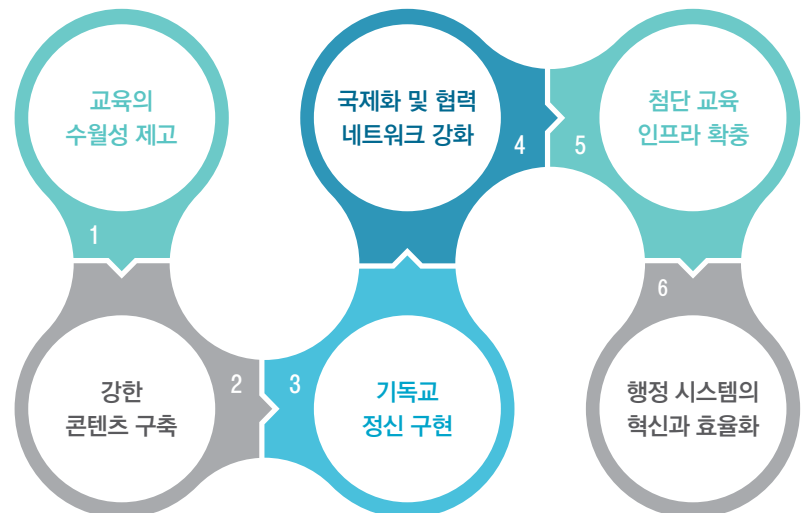 교육의
수월성 제고
1
강한
콘텐츠 구축
2
3
기독교
정신 구현
국제화 및 협력
네트워크 강화
4
5
첨단 교육
인프라 확충
6
행정 시스템의
혁신과 효율화